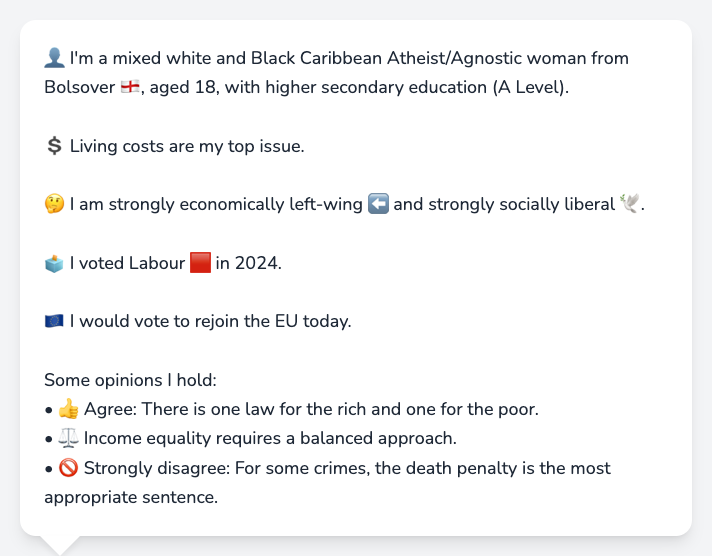 👤 I'm a mixed white and Black Caribbean Atheist/Agnostic woman from
Bolsover 🏴󠁧󠁢󠁥󠁮󠁧󠁿, aged 18, with higher secondary education (A Level).
💲 Living costs are my top issue.
🤔 I am strongly economically left-wing ⬅️ and strongly socially liberal 🕊️.
🗳️ I voted Labour 🟥 in 2024.
🇪🇺 I would vote to rejoin the EU today.
Some opinions I hold:
• 👍 Agree: There is one law for the rich and one for the poor.
• ⚖️ Income equality requires a balanced approach.
• 🚫 Strongly disagree: For some crimes, the death penalty is the most
appropriate sentence.